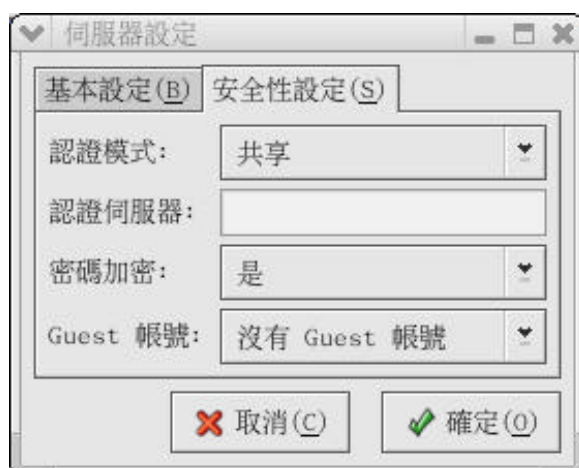 伺服器設定
基本設定(B) 安全性設定(S)
認證模式: 共享
認證伺服器:
密碼加密: 是
Guest 帳號: 沒有 Guest 帳號
取消(C) 確定(O)